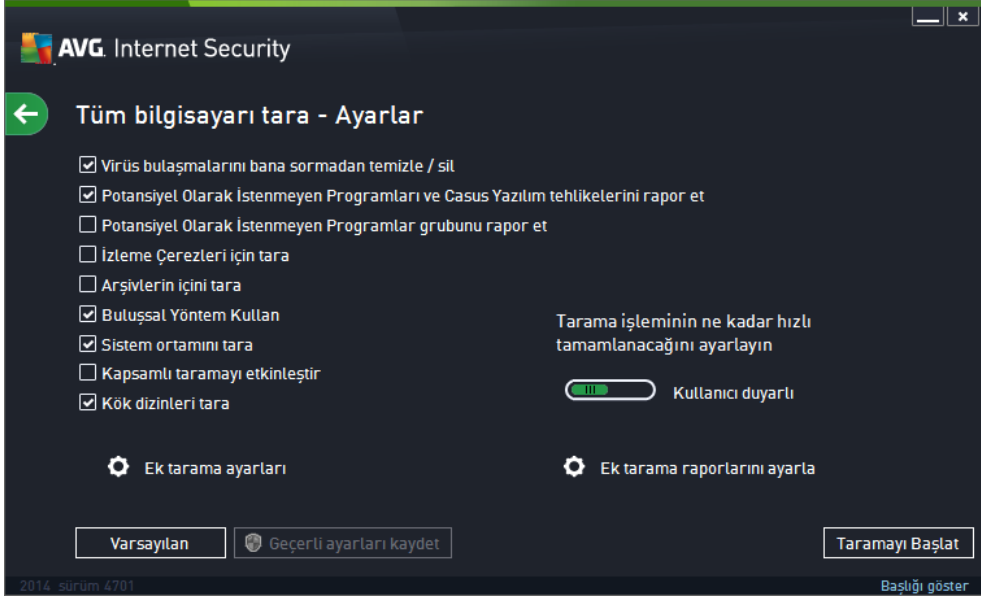 AVG. Internet Security
Tüm bilgisayarı tara - Ayarlar
Virüs bulaşmalarını bana sormadan temizle / sil
Potansiyel Olarak İstenmeyen Programları ve Casus Yazılım tehlikelerini rapor et
Potansiyel Olarak İstenmeyen Programlar grubunu rapor et
İzleme Çerezleri için tara
Arşivlerin içini tara
Buluşsal Yöntem Kullan
Sistem ortamını tara
Kapsamlı taramayı etkinleştir
Kök dizinleri tara
Tarama işleminin ne kadar hızlı
tamamlanacağını ayarlayın
Kullanıcı duyarlı
Ek tarama ayarları
Ek tarama raporlarını ayarla
Varsayılan
Geçerli ayarları kaydet
Taramayı Başlat
2014 sürüm 4701
Başlığı göster